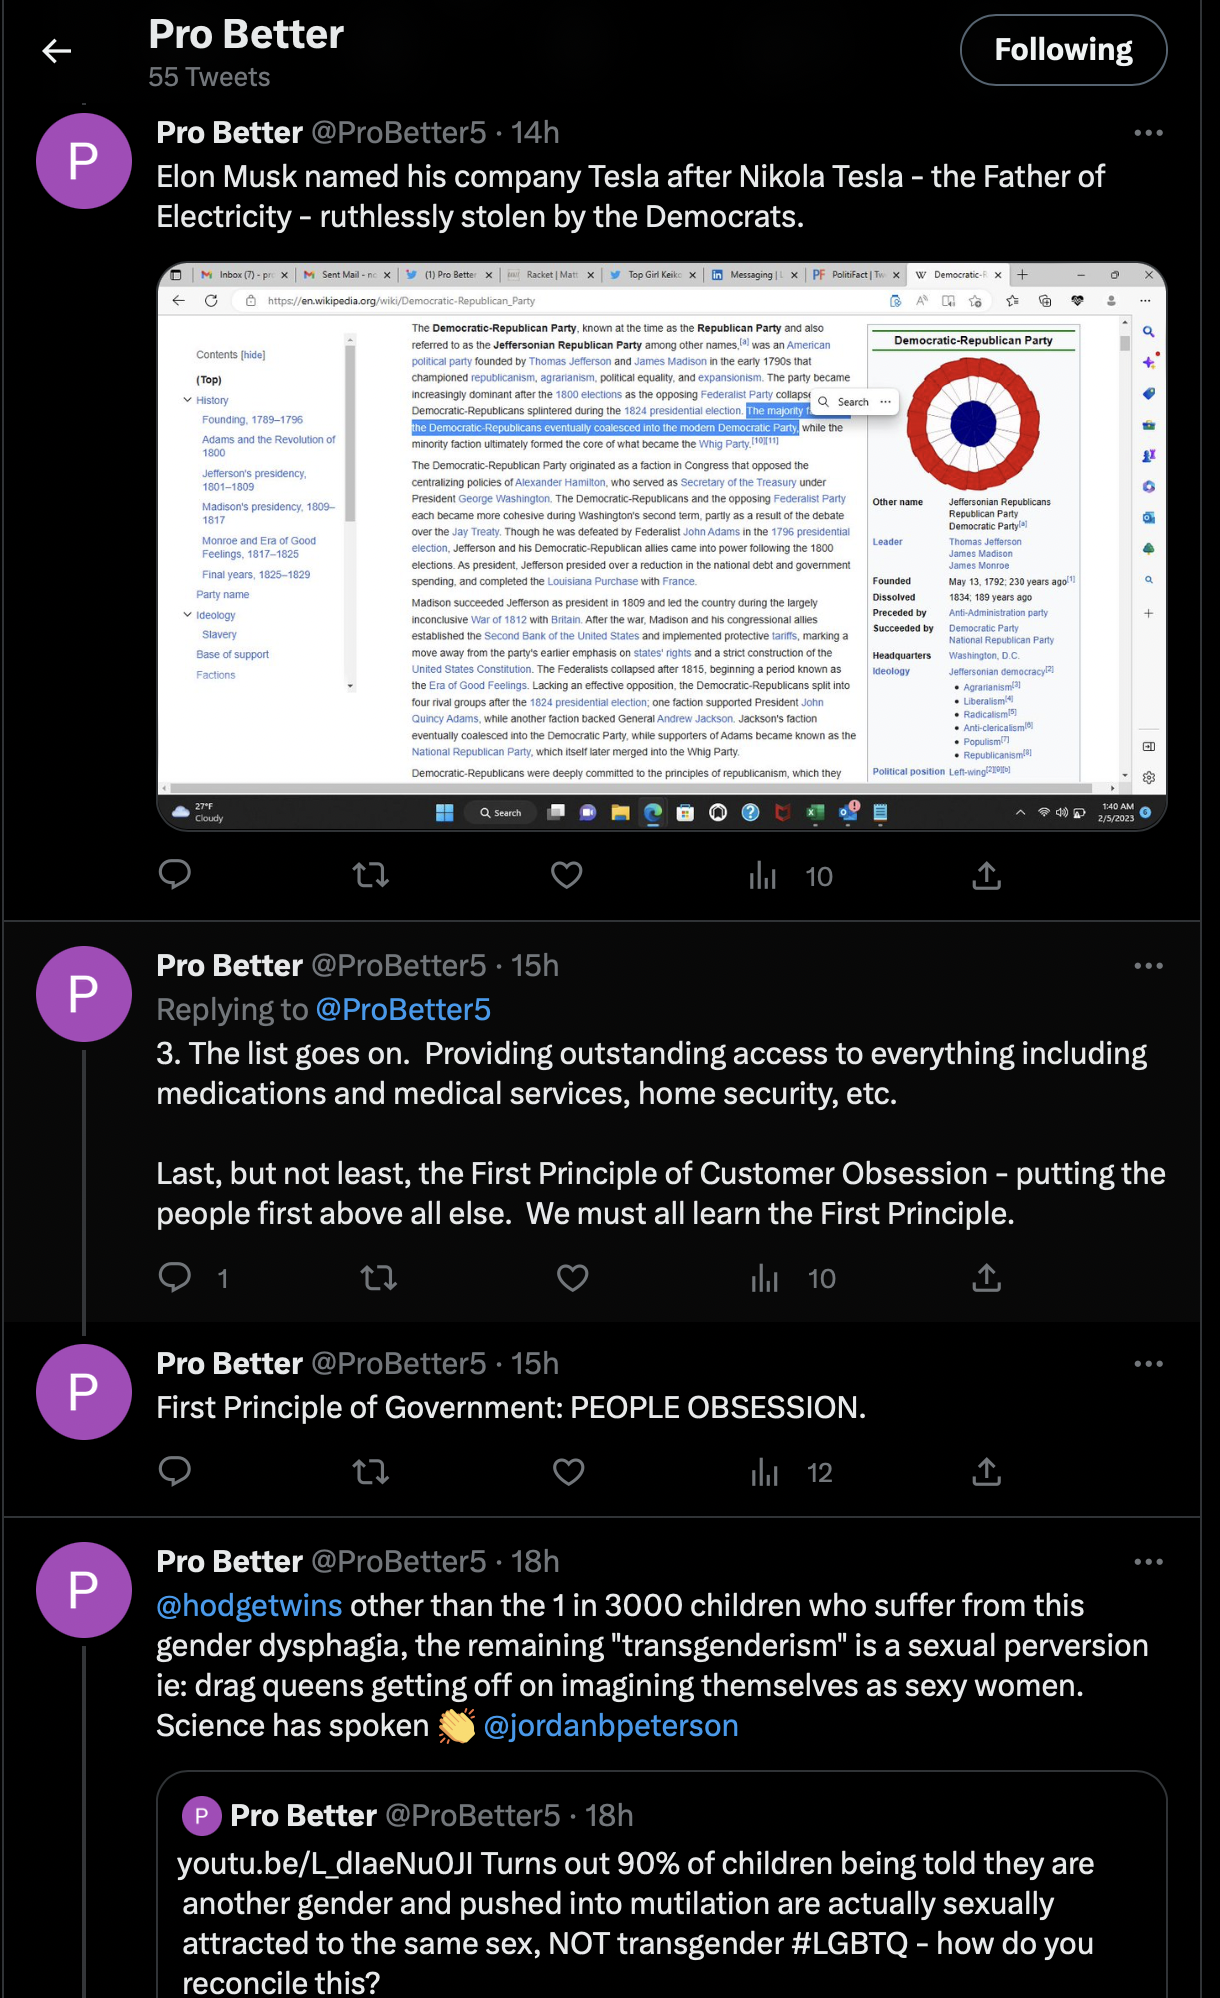 Pro Better
55 Tweets
Following
P
Pro Better @ProBetter5 · 14h
Elon Musk named his company Tesla after Nikola Tesla - the Father of
Electricity - ruthlessly stolen by the Democrats.
Inbox (7) - pr
Sent Mail - n
(1) Pro Better
Racket | Mat
Top Girl Keik
Messaging |
PolitiFact | Tw
Democratic-R
https://en.wikipedia.org/wiki/Democratic-Republican_Party
Contents [hide]
(Top)
History
Founding, 1789–1796
Adams and the Revolution of
1800
Jefferson's presidency,
1801–1809
Madison's presidency, 1809–
1817
Monroe and Era of Good
Feelings, 1817–1825
Final years, 1825–1829
Party name
Ideology
Slavery
Base of support
Factions
The Democratic-Republican Party, known at the time as the Republican Party and also
referred to as the Jeffersonian Republican Party among other names,[a] was an American
political party founded by Thomas Jefferson and James Madison in the early 1790s that
championed republicanism, agrarianism, political equality, and expansionism. The party became
increasingly dominant after the 1800 elections as the opposing Federalist Party collapse
Democratic-Republicans splintered during the 1824 presidential election. The majority f
the Democratic-Republicans eventually coalesced into the modern Democratic Party, while the
minority faction ultimately formed the core of what became the Whig Party.[10][11]
Search
The Democratic-Republican Party originated as a faction in Congress that opposed the
centralizing policies of Alexander Hamilton, who served as Secretary of the Treasury under
President George Washington. The Democratic-Republicans and the opposing Federalist Party
each became more cohesive during Washington's second term, partly as a result of the debate
over the Jay Treaty. Though he was defeated by Federalist John Adams in the 1796 presidential
election, Jefferson and his Democratic-Republican allies came into power following the 1800
elections. As president, Jefferson presided over a reduction in the national debt and government
spending, and completed the Louisiana Purchase with France.
Madison succeeded Jefferson as president in 1809 and led the country during the largely
inconclusive War of 1812 with Britain. After the war, Madison and his congressional allies
established the Second Bank of the United States and implemented protective tariffs, marking a
move away from the party's earlier emphasis on states' rights and a strict construction of the
United States Constitution. The Federalists collapsed after 1815, beginning a period known as
the Era of Good Feelings. Lacking an effective opposition, the Democratic-Republicans split into
four rival groups after the 1824 presidential election; one faction supported President John
Quincy Adams, while another faction backed General Andrew Jackson. Jackson's faction
eventually coalesced into the Democratic Party, while supporters of Adams became known as the
National Republican Party, which itself later merged into the Whig Party.
Democratic-Republicans were deeply committed to the principles of republicanism, which they
Democratic-Republican Party
Other name Jeffersonian Republicans
Republican Party
Democratic Party[a]
Leader Thomas Jefferson
James Madison
James Monroe
Founded May 13, 1792; 230 years ago[1]
Dissolved 1834; 189 years ago
Preceded by Anti-Administration party
Succeeded by Democratic Party
National Republican Party
Headquarters Washington, D.C.
Ideology Jeffersonian democracy[2]
• Agrarianism[3]
• Liberalism[4]
• Radicalism[5]
• Anti-clericalism[6]
• Populism[7]
• Republicanism[8]
Political position Left-wing[2][9][b]
27°F
Cloudy
Search
1:40 AM
2/5/2023
10
P
Pro Better @ProBetter5 · 15h
Replying to @ProBetter5
3. The list goes on. Providing outstanding access to everything including
medications and medical services, home security, etc.
Last, but not least, the First Principle of Customer Obsession - putting the
people first above all else. We must all learn the First Principle.
1
10
P
Pro Better @ProBetter5 · 15h
First Principle of Government: PEOPLE OBSESSION.
12
P
Pro Better @ProBetter5 · 18h
@hodgetwins other than the 1 in 3000 children who suffer from this
gender dysphagia, the remaining "transgenderism" is a sexual perversion
ie: drag queens getting off on imagining themselves as sexy women.
Science has spoken 👏 @jordanbpeterson
P Pro Better @ProBetter5 · 18h
youtu.be/L_dIaeNu0JI Turns out 90% of children being told they are
another gender and pushed into mutilation are actually sexually
attracted to the same sex, NOT transgender #LGBTQ - how do you
reconcile this?